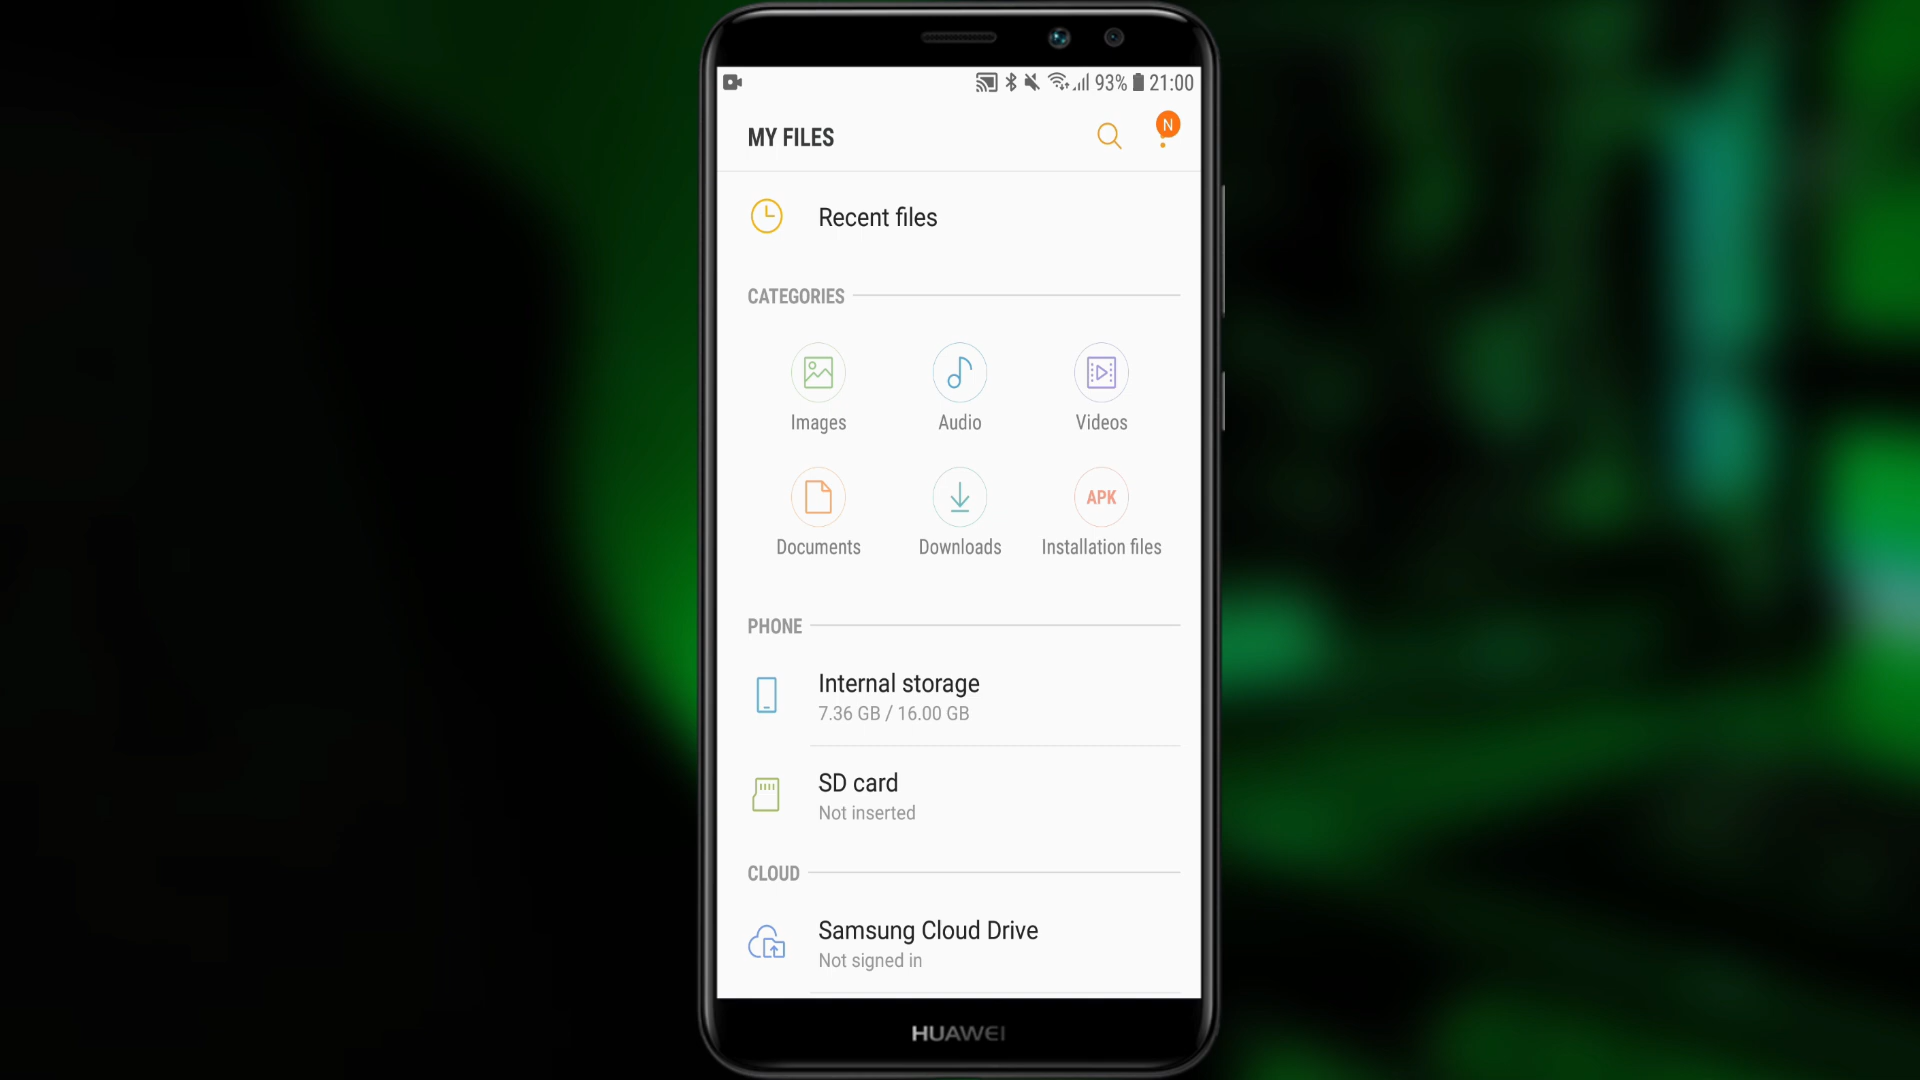 93% 21:00
MY FILES
N
Recent files
CATEGORIES
Images Audio Videos
APK
Documents Downloads Installation files
PHONE
Internal storage
7.36 GB / 16.00 GB
SD card
Not inserted
CLOUD
Samsung Cloud Drive
Not signed in
HUAWEI